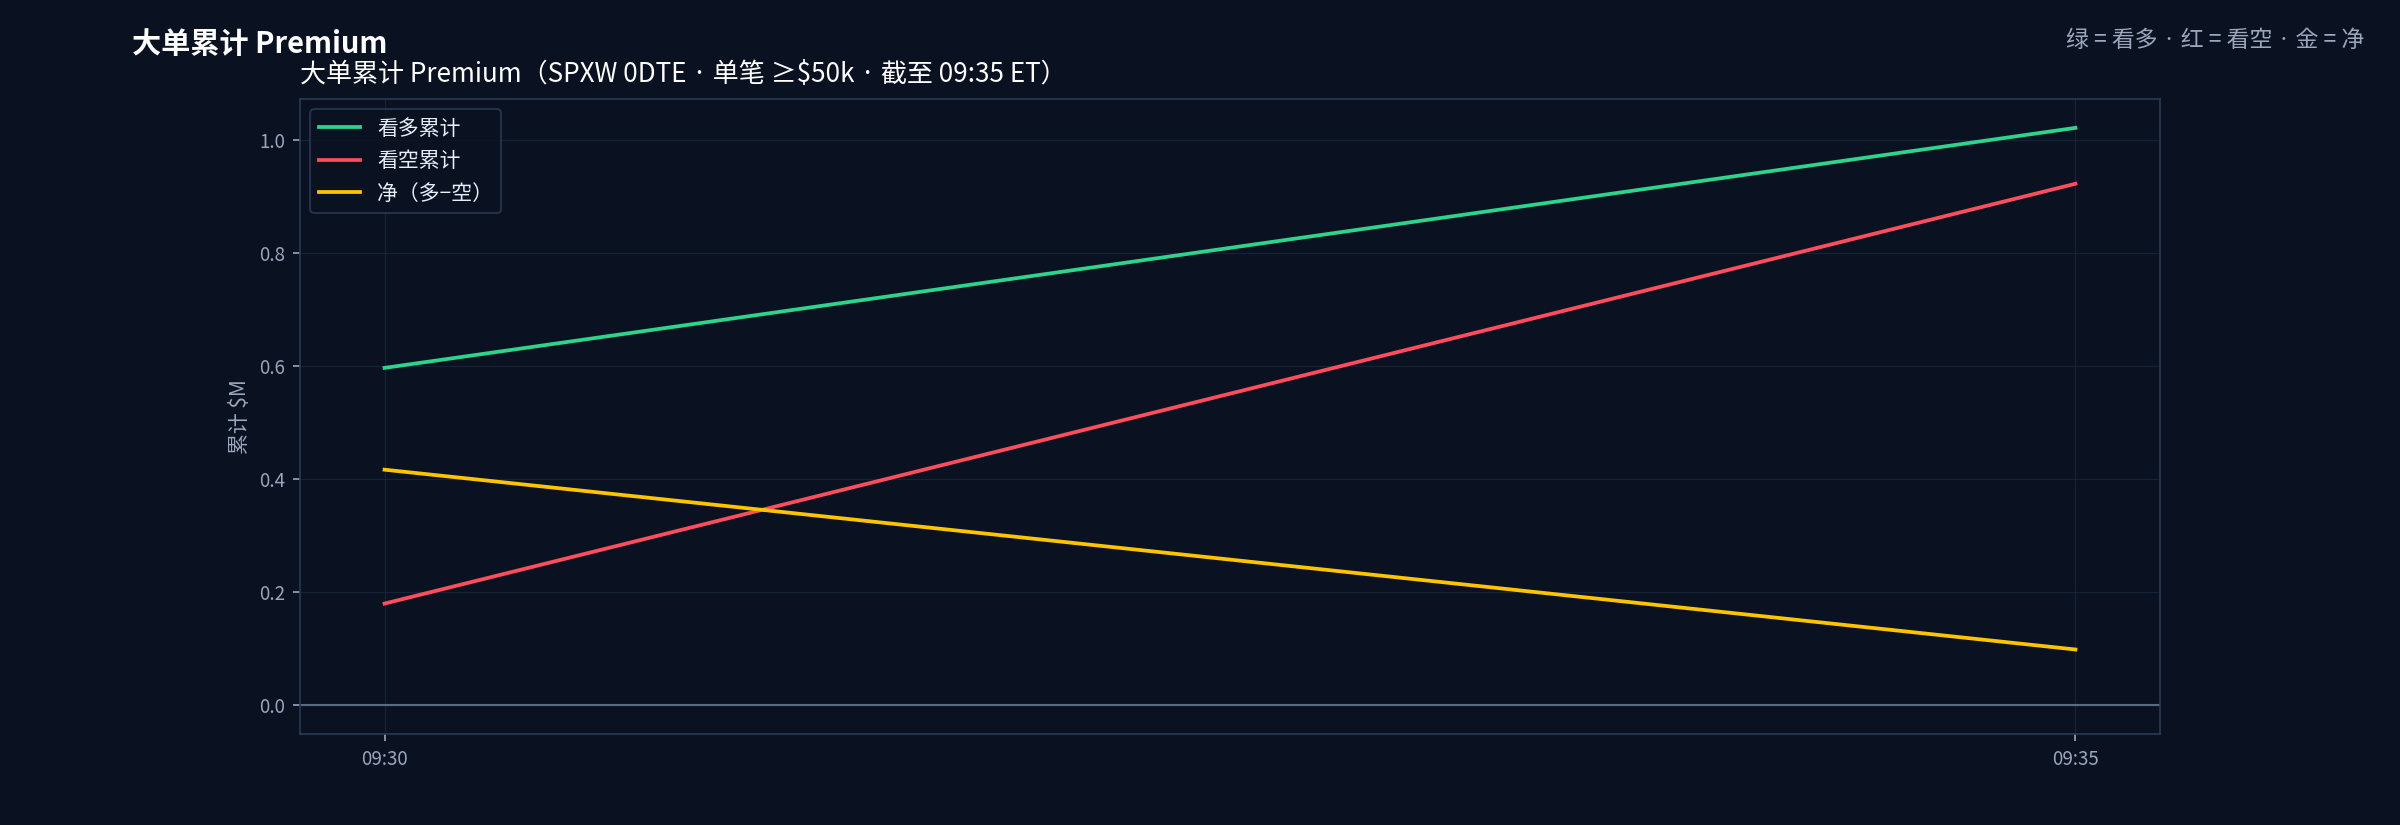 大单累计 Premium
绿 = 看多 · 红 = 看空 · 金 = 净
大单累计 Premium（SPXW 0DTE · 单笔 ≥$50k · 截至 09:35 ET）
看多累计
看空累计
净（多−空）
累计 $M
1.0
0.8
0.6
0.4
0.2
0.0
09:30
09:35